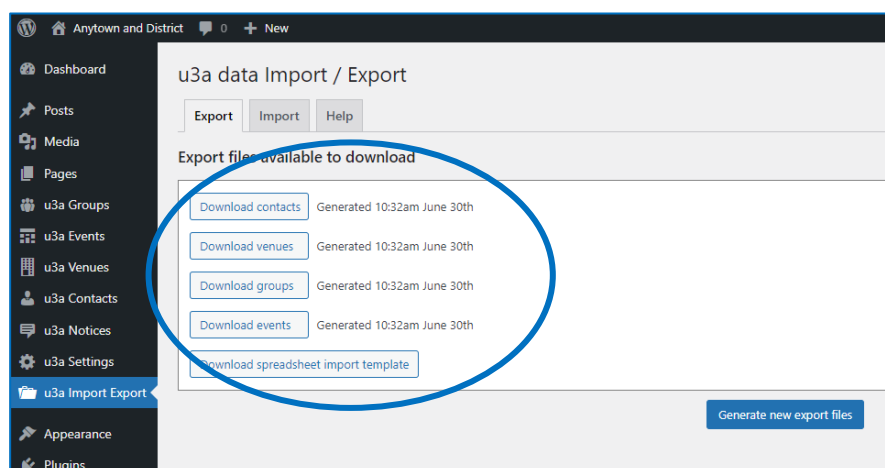 Anytown and District 0 + New
Dashboard
Posts
Media
Pages
u3a Groups
u3a Events
u3a Venues
u3a Contacts
u3a Notices
u3a Settings
u3a Import Export
Appearance
Plugins
u3a data Import / Export
Export Import Help
Export files available to download
Download contacts Generated 10:32am June 30th
Download venues Generated 10:32am June 30th
Download groups Generated 10:32am June 30th
Download events Generated 10:32am June 30th
Download spreadsheet import template
Generate new export files